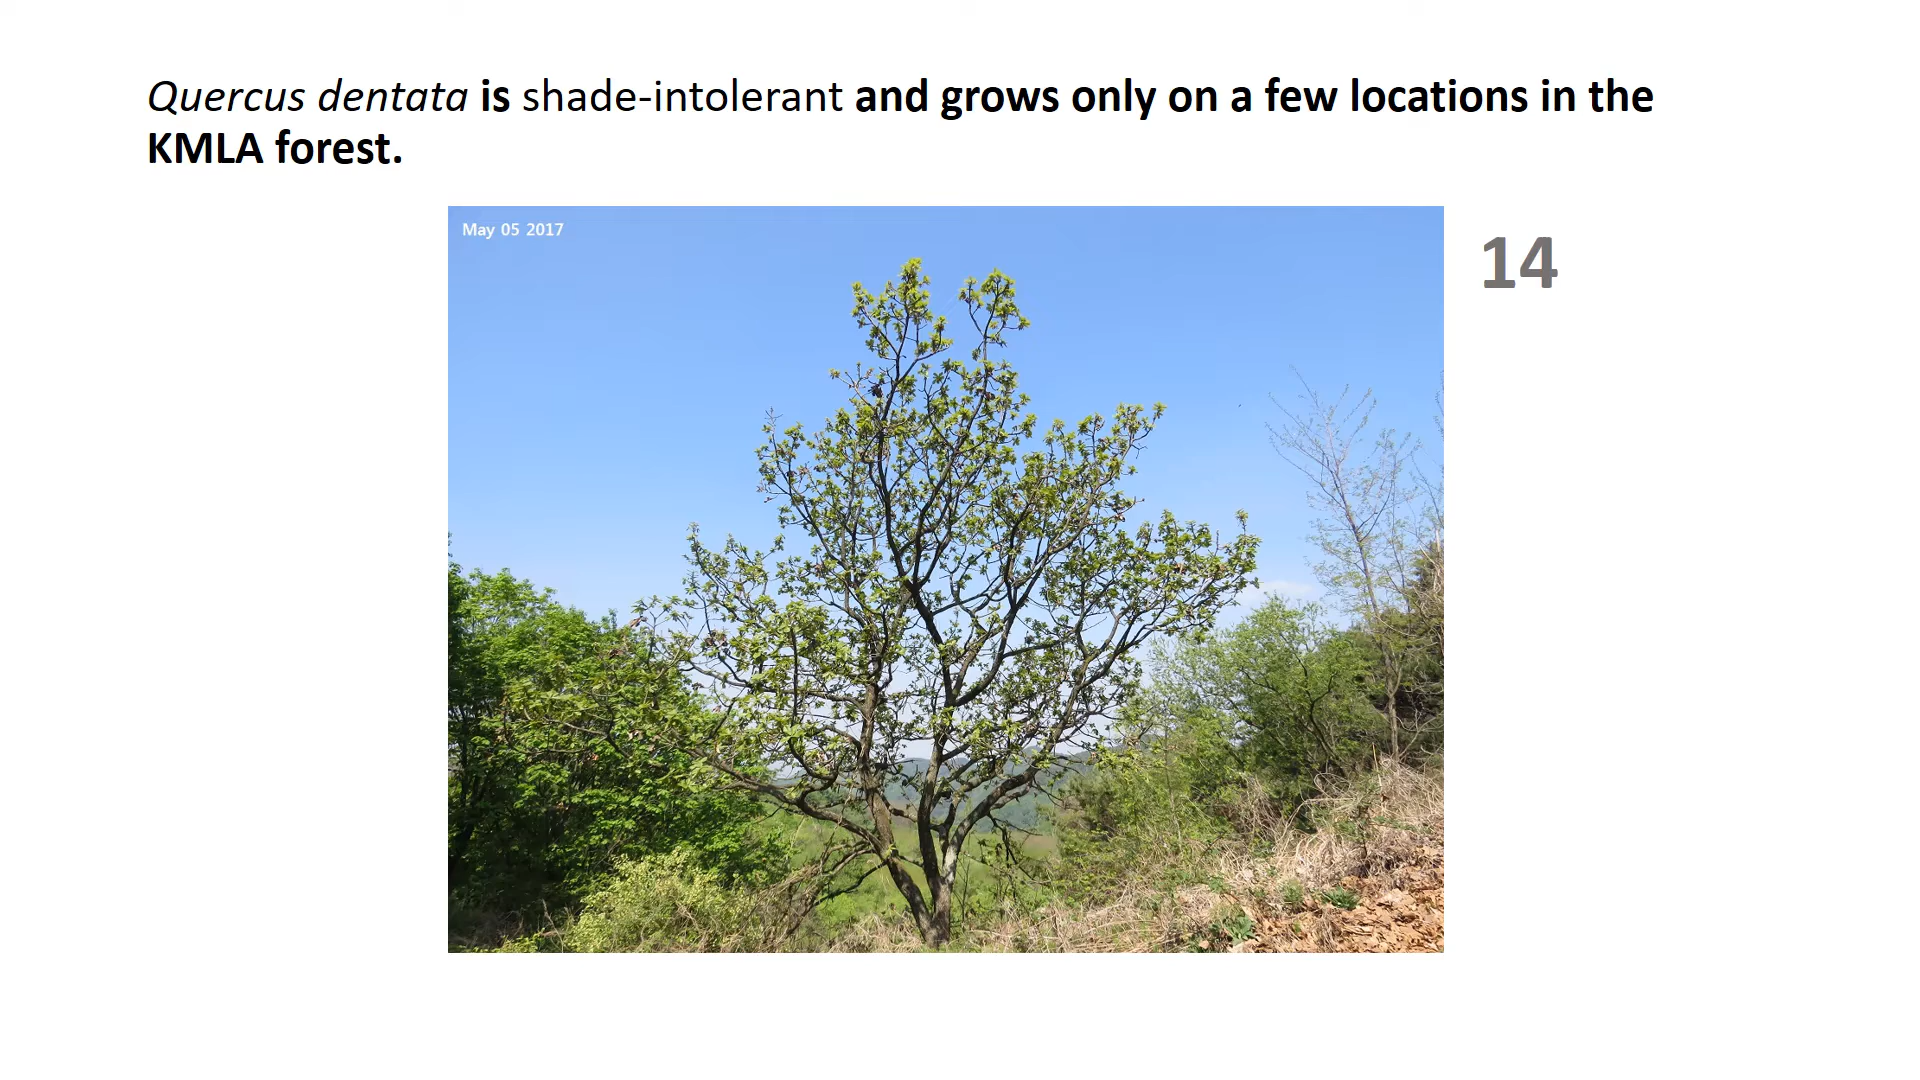 Quercus dentata is shade-intolerant and grows only on a few locations in the
KMLA forest.
May 05 2017
14